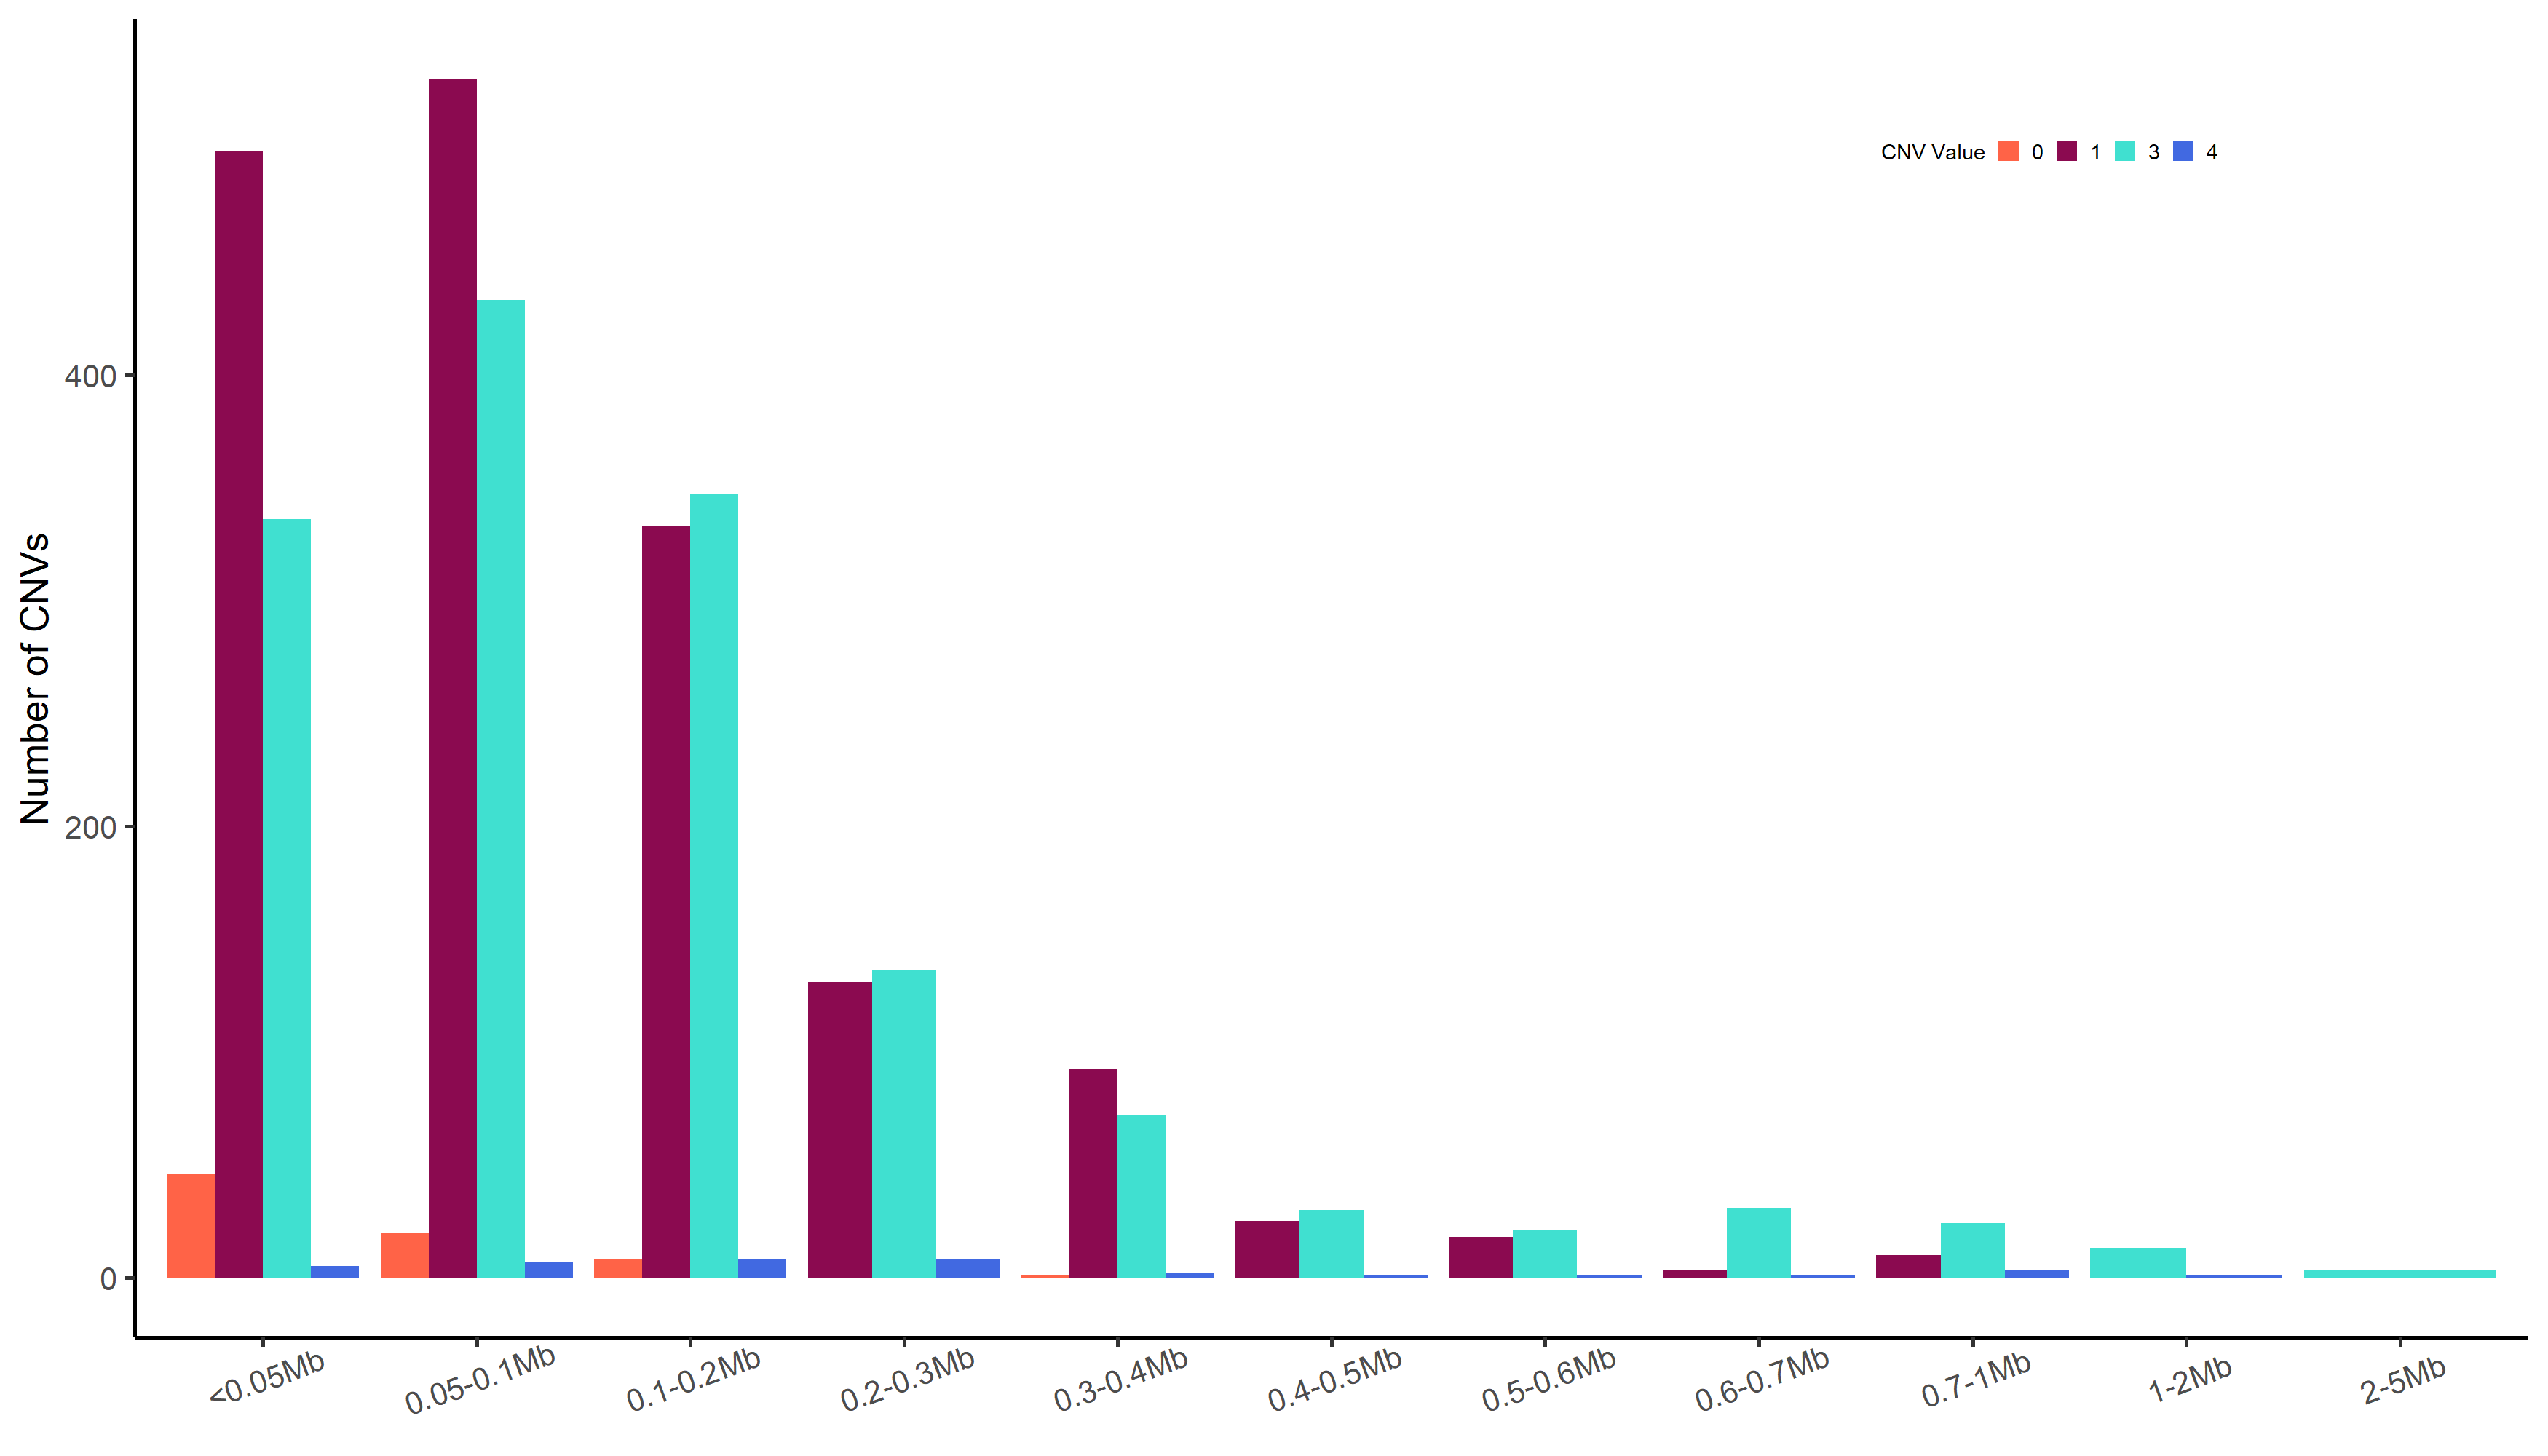 CNV Value 0 1 3 4
Number of CNVs
400
200
0
<0.05Mb
0.05-0.1Mb
0.1-0.2Mb
0.2-0.3Mb
0.3-0.4Mb
0.4-0.5Mb
0.5-0.6Mb
0.6-0.7Mb
0.7-1Mb
1-2Mb
2-5Mb